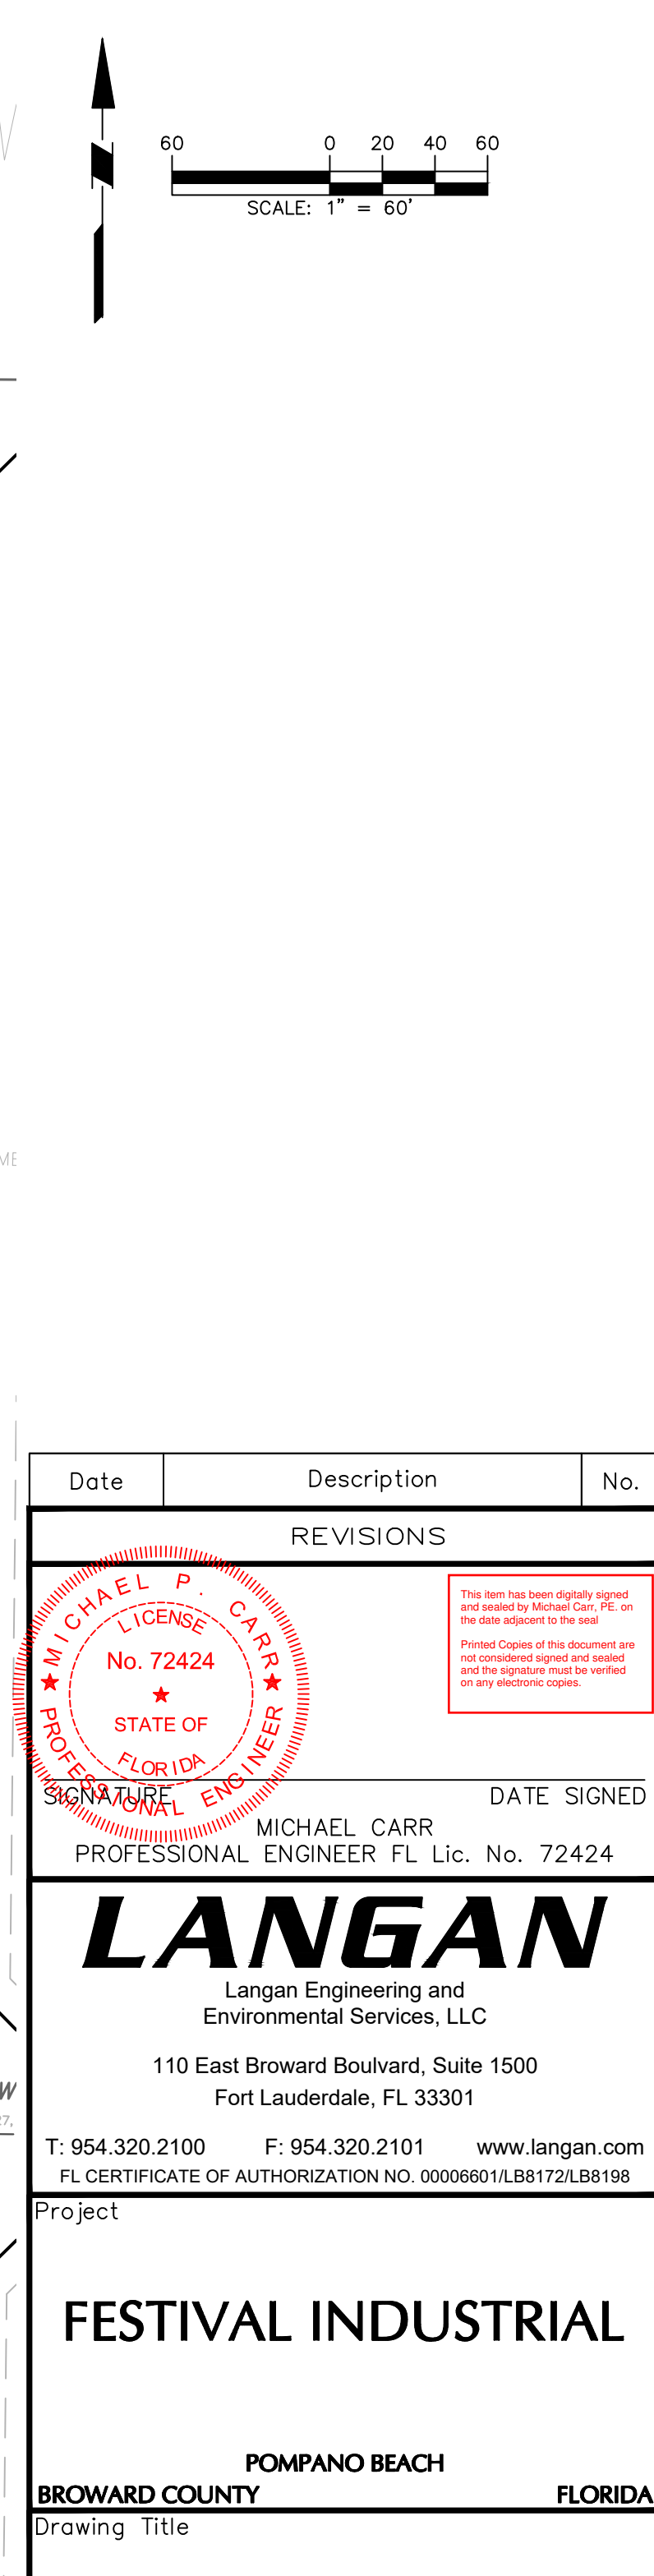 60 0 20 40 60
SCALE: 1" = 60'
ME
Date Description No.
REVISIONS
MICHAEL P. CARR
LICENSE
No. 72424
STATE OF
FLORIDA
PROFESSIONAL ENGINEER
This item has been digitally signed
and sealed by Michael Carr, PE. on
the date adjacent to the seal
Printed Copies of this document are
not considered signed and sealed
and the signature must be verified
on any electronic copies.
SIGNATURE DATE SIGNED
MICHAEL CARR
PROFESSIONAL ENGINEER FL Lic. No. 72424
LANGAN
Langan Engineering and
Environmental Services, LLC
110 East Broward Boulvard, Suite 1500
Fort Lauderdale, FL 33301
T: 954.320.2100 F: 954.320.2101 www.langan.com
FL CERTIFICATE OF AUTHORIZATION NO. 00006601/LB8172/LB8198
W
27,
Project
FESTIVAL INDUSTRIAL
POMPANO BEACH
BROWARD COUNTY FLORIDA
Drawing Title